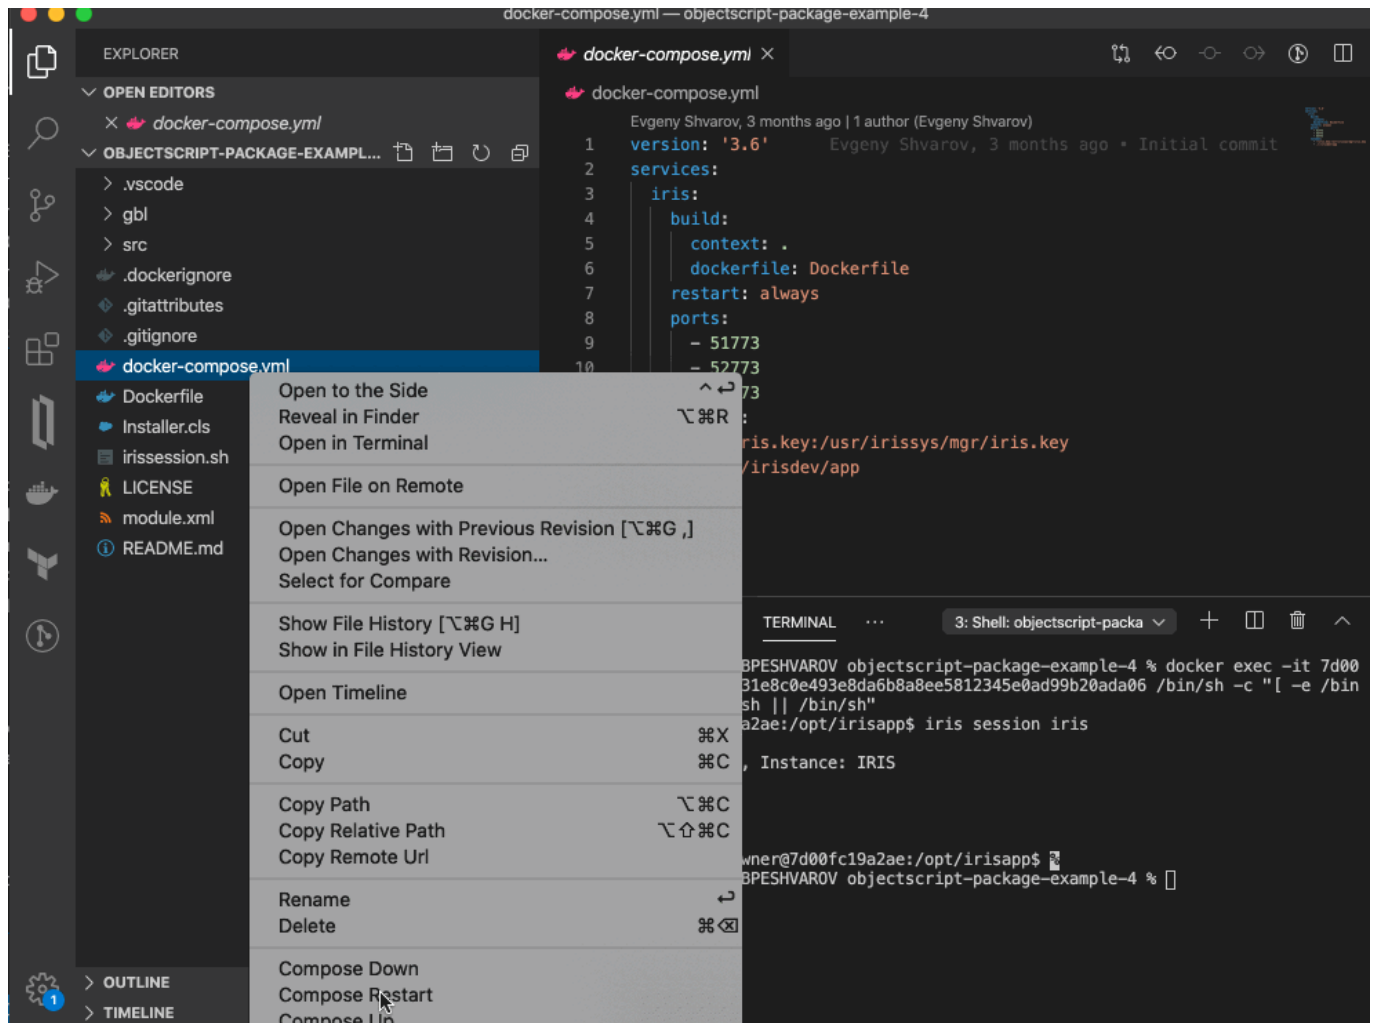 docker-compose.yml — objectscript-package-example-4
EXPLORER
OPEN EDITORS
docker-compose.yml
OBJECTSCRIPT-PACKAGE-EXAMPL...
.vscode
gbl
src
.dockerignore
.gitattributes
.gitignore
docker-compose.yml
Dockerfile
Installer.cls
irissession.sh
LICENSE
module.xml
README.md
OUTLINE
TIMELINE
1
docker-compose.yml
docker-compose.yml
Evgeny Shvarov, 3 months ago | 1 author (Evgeny Shvarov)
1 version: '3.6' Evgeny Shvarov, 3 months ago • Initial commit
2 services:
3 iris:
4 build:
5 context: .
6 dockerfile: Dockerfile
7 restart: always
8 ports:
9 - 51773
10 - 52773
73
:
ris.key:/usr/irissys/mgr/iris.key
/irisdev/app
Open to the Side ^ ↩
Reveal in Finder ⌥⌘R
Open in Terminal
Open File on Remote
Open Changes with Previous Revision [⌥⌘G ,]
Open Changes with Revision...
Select for Compare
Show File History [⌥⌘G H]
Show in File History View
Open Timeline
Cut ⌘X
Copy ⌘C
Copy Path ⌥⌘C
Copy Relative Path ⌥⇧⌘C
Copy Remote Url
Rename ↩
Delete ⌘⌫
Compose Down
Compose Restart
Compose Up
TERMINAL ··· 3: Shell: objectscript-packa
BPESHVAROV objectscript-package-example-4 % docker exec -it 7d00
31e8c0e493e8da6b8a8ee5812345e0ad99b20ada06 /bin/sh -c "[ -e /bin
sh || /bin/sh"
a2ae:/opt/irisapp$ iris session iris
, Instance: IRIS
wner@7d00fc19a2ae:/opt/irisapp$ %
BPESHVAROV objectscript-package-example-4 %